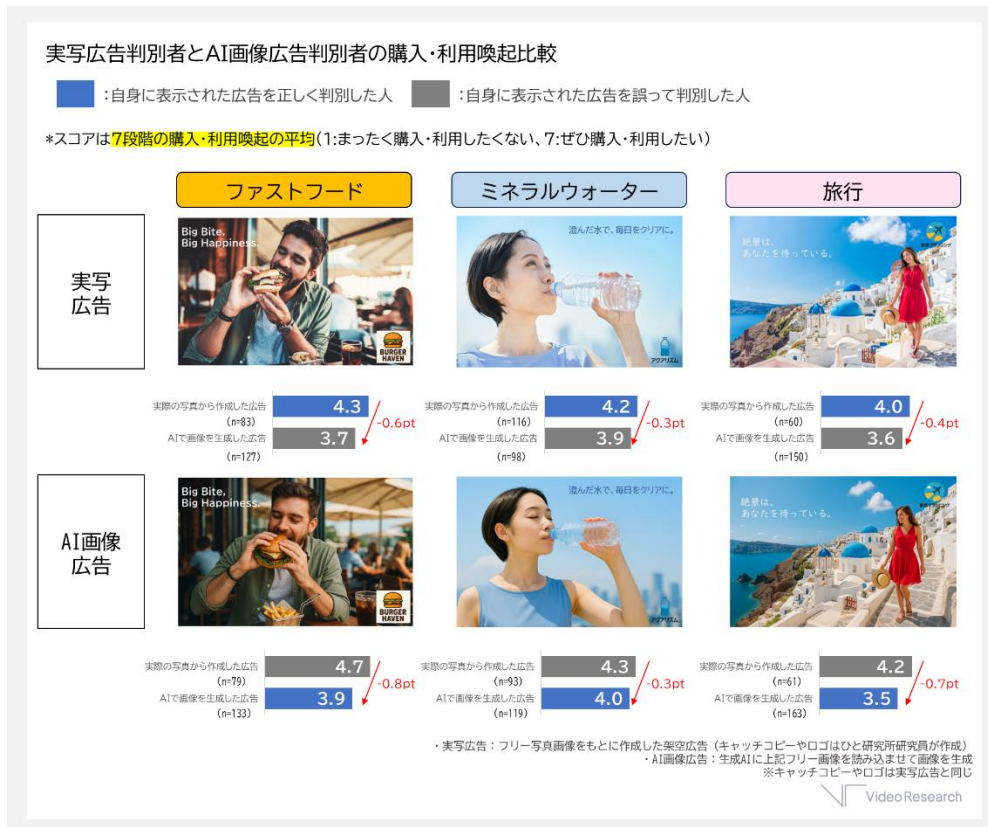 実写広告判別者とAI画像広告判別者の購入・利用喚起比較
:自身に表示された広告を正しく判別した人 :自身に表示された広告を誤って判別した人
*スコアは7段階の購入・利用喚起の平均(1:まったく購入・利用したくない、7:ぜひ購入・利用したい)
ファストフード ミネラルウォーター 旅行
実写
広告
Big Bite,
Big Happiness.
BURGER
HAVEN
澄んだ水で、毎日をクリアに。
アクアリズム
絶景は、
あなたを待っている。
実際の写真から作成した広告 4.3
(n=83)
-0.6pt
AIで画像を生成した広告 3.7
(n=127)
実際の写真から作成した広告 4.2
(n=116)
-0.3pt
AIで画像を生成した広告 3.9
(n=98)
実際の写真から作成した広告 4.0
(n=60)
-0.4pt
AIで画像を生成した広告 3.6
(n=150)
AI画像
広告
Big Bite,
Big Happiness.
BURGER
HAVEN
澄んだ水で、毎日をクリアに。
アクアリズム
絶景は、
あなたを待っている。
実際の写真から作成した広告 4.7
(n=79)
-0.8pt
AIで画像を生成した広告 3.9
(n=133)
実際の写真から作成した広告 4.3
(n=93)
-0.3pt
AIで画像を生成した広告 4.0
(n=119)
実際の写真から作成した広告 4.2
(n=61)
-0.7pt
AIで画像を生成した広告 3.5
(n=163)
・実写広告：フリー写真画像をもとに作成した架空広告（キャッチコピーやロゴはひと研究所研究員が作成）
・AI画像広告：生成AIに上記フリー画像を読み込ませて画像を生成
※キャッチコピーやロゴは実写広告と同じ
VideoResearch